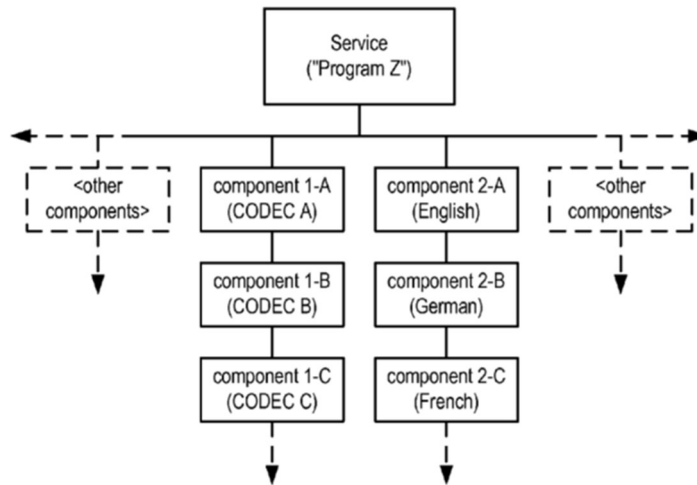 Service
("Program Z")
<other
components>
component 1-A
(CODEC A)
component 2-A
(English)
<other
components>
component 1-B
(CODEC B)
component 2-B
(German)
component 1-C
(CODEC C)
component 2-C
(French)